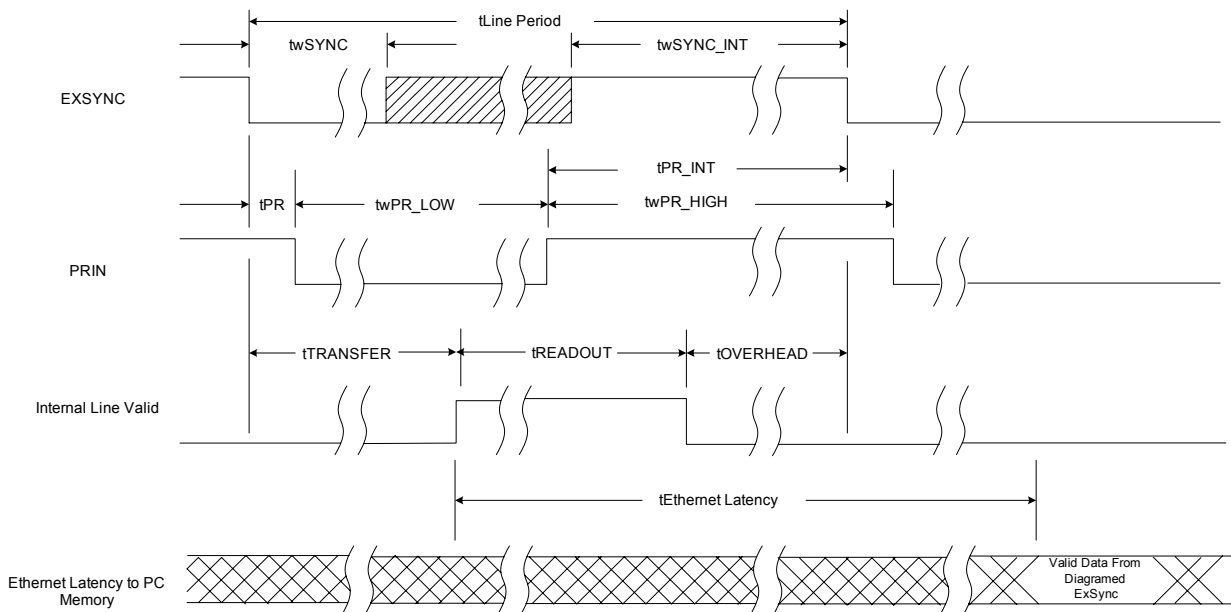 tLine Period
twSYNC
twSYNC_INT
EXSYNC
tPR_INT
tPR
twPR_LOW
twPR_HIGH
PRIN
tTRANSFER
tREADOUT
tOVERHEAD
Internal Line Valid
tEthernet Latency
Ethernet Latency to PC
Memory
Valid Data From
Diagramed
ExSync